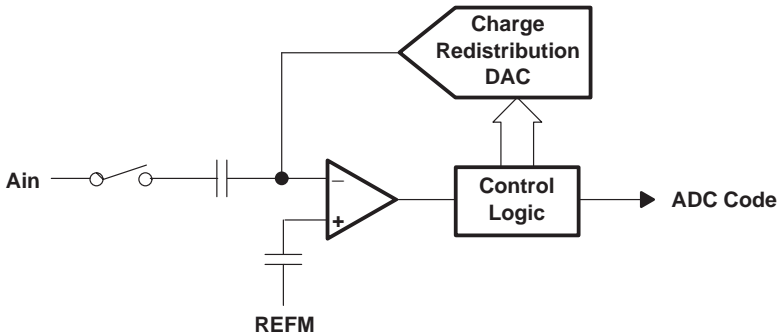 Charge
Redistribution
DAC
Ain
−
+
Control
Logic
ADC Code
REFM